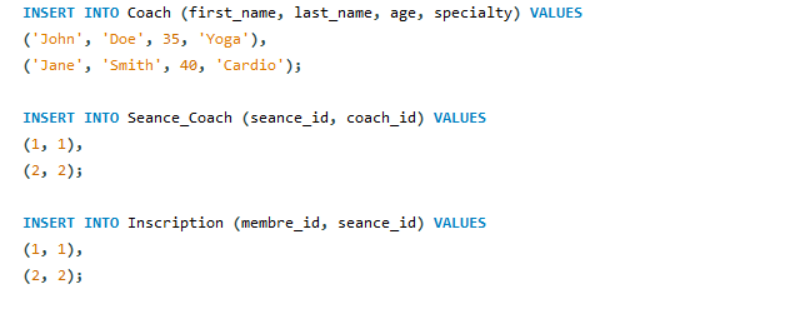 INSERT INTO Coach (first_name, last_name, age, specialty) VALUES
('John', 'Doe', 35, 'Yoga'),
('Jane', 'Smith', 40, 'Cardio');
INSERT INTO Seance_Coach (seance_id, coach_id) VALUES
(1, 1),
(2, 2);
INSERT INTO Inscription (membre_id, seance_id) VALUES
(1, 1),
(2, 2);